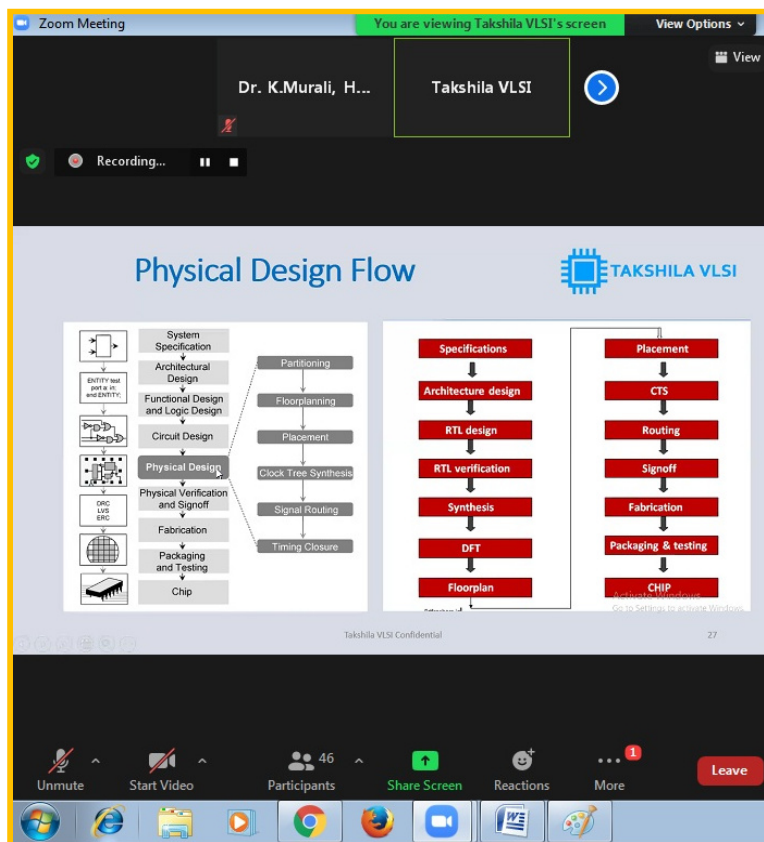 Zoom Meeting
You are viewing Takshila VLSI's screen
View Options
View
Dr. K.Murali, H...
Takshila VLSI
Recording...
Physical Design Flow
TAKSHILA VLSI
System
Specification
Architectural
Design
ENTITY test
port a: in;
end ENTITY;
Functional Design
and Logic Design
Circuit Design
Physical Design
Physical Verification
and Signoff
DRC
LVS
ERC
Fabrication
Packaging
and Testing
Chip
Partitioning
Floorplanning
Placement
Clock Tree Synthesis
Signal Routing
Timing Closure
Specifications
Architecture design
RTL design
RTL verification
Synthesis
DFT
Floorplan
Placement
CTS
Routing
Signoff
Fabrication
Packaging & testing
CHIP
Activate Windows
Go to Settings to activate Windows.
Takshila VLSI Confidential
27
Unmute
Start Video
46
Participants
Share Screen
Reactions
1
More
Leave